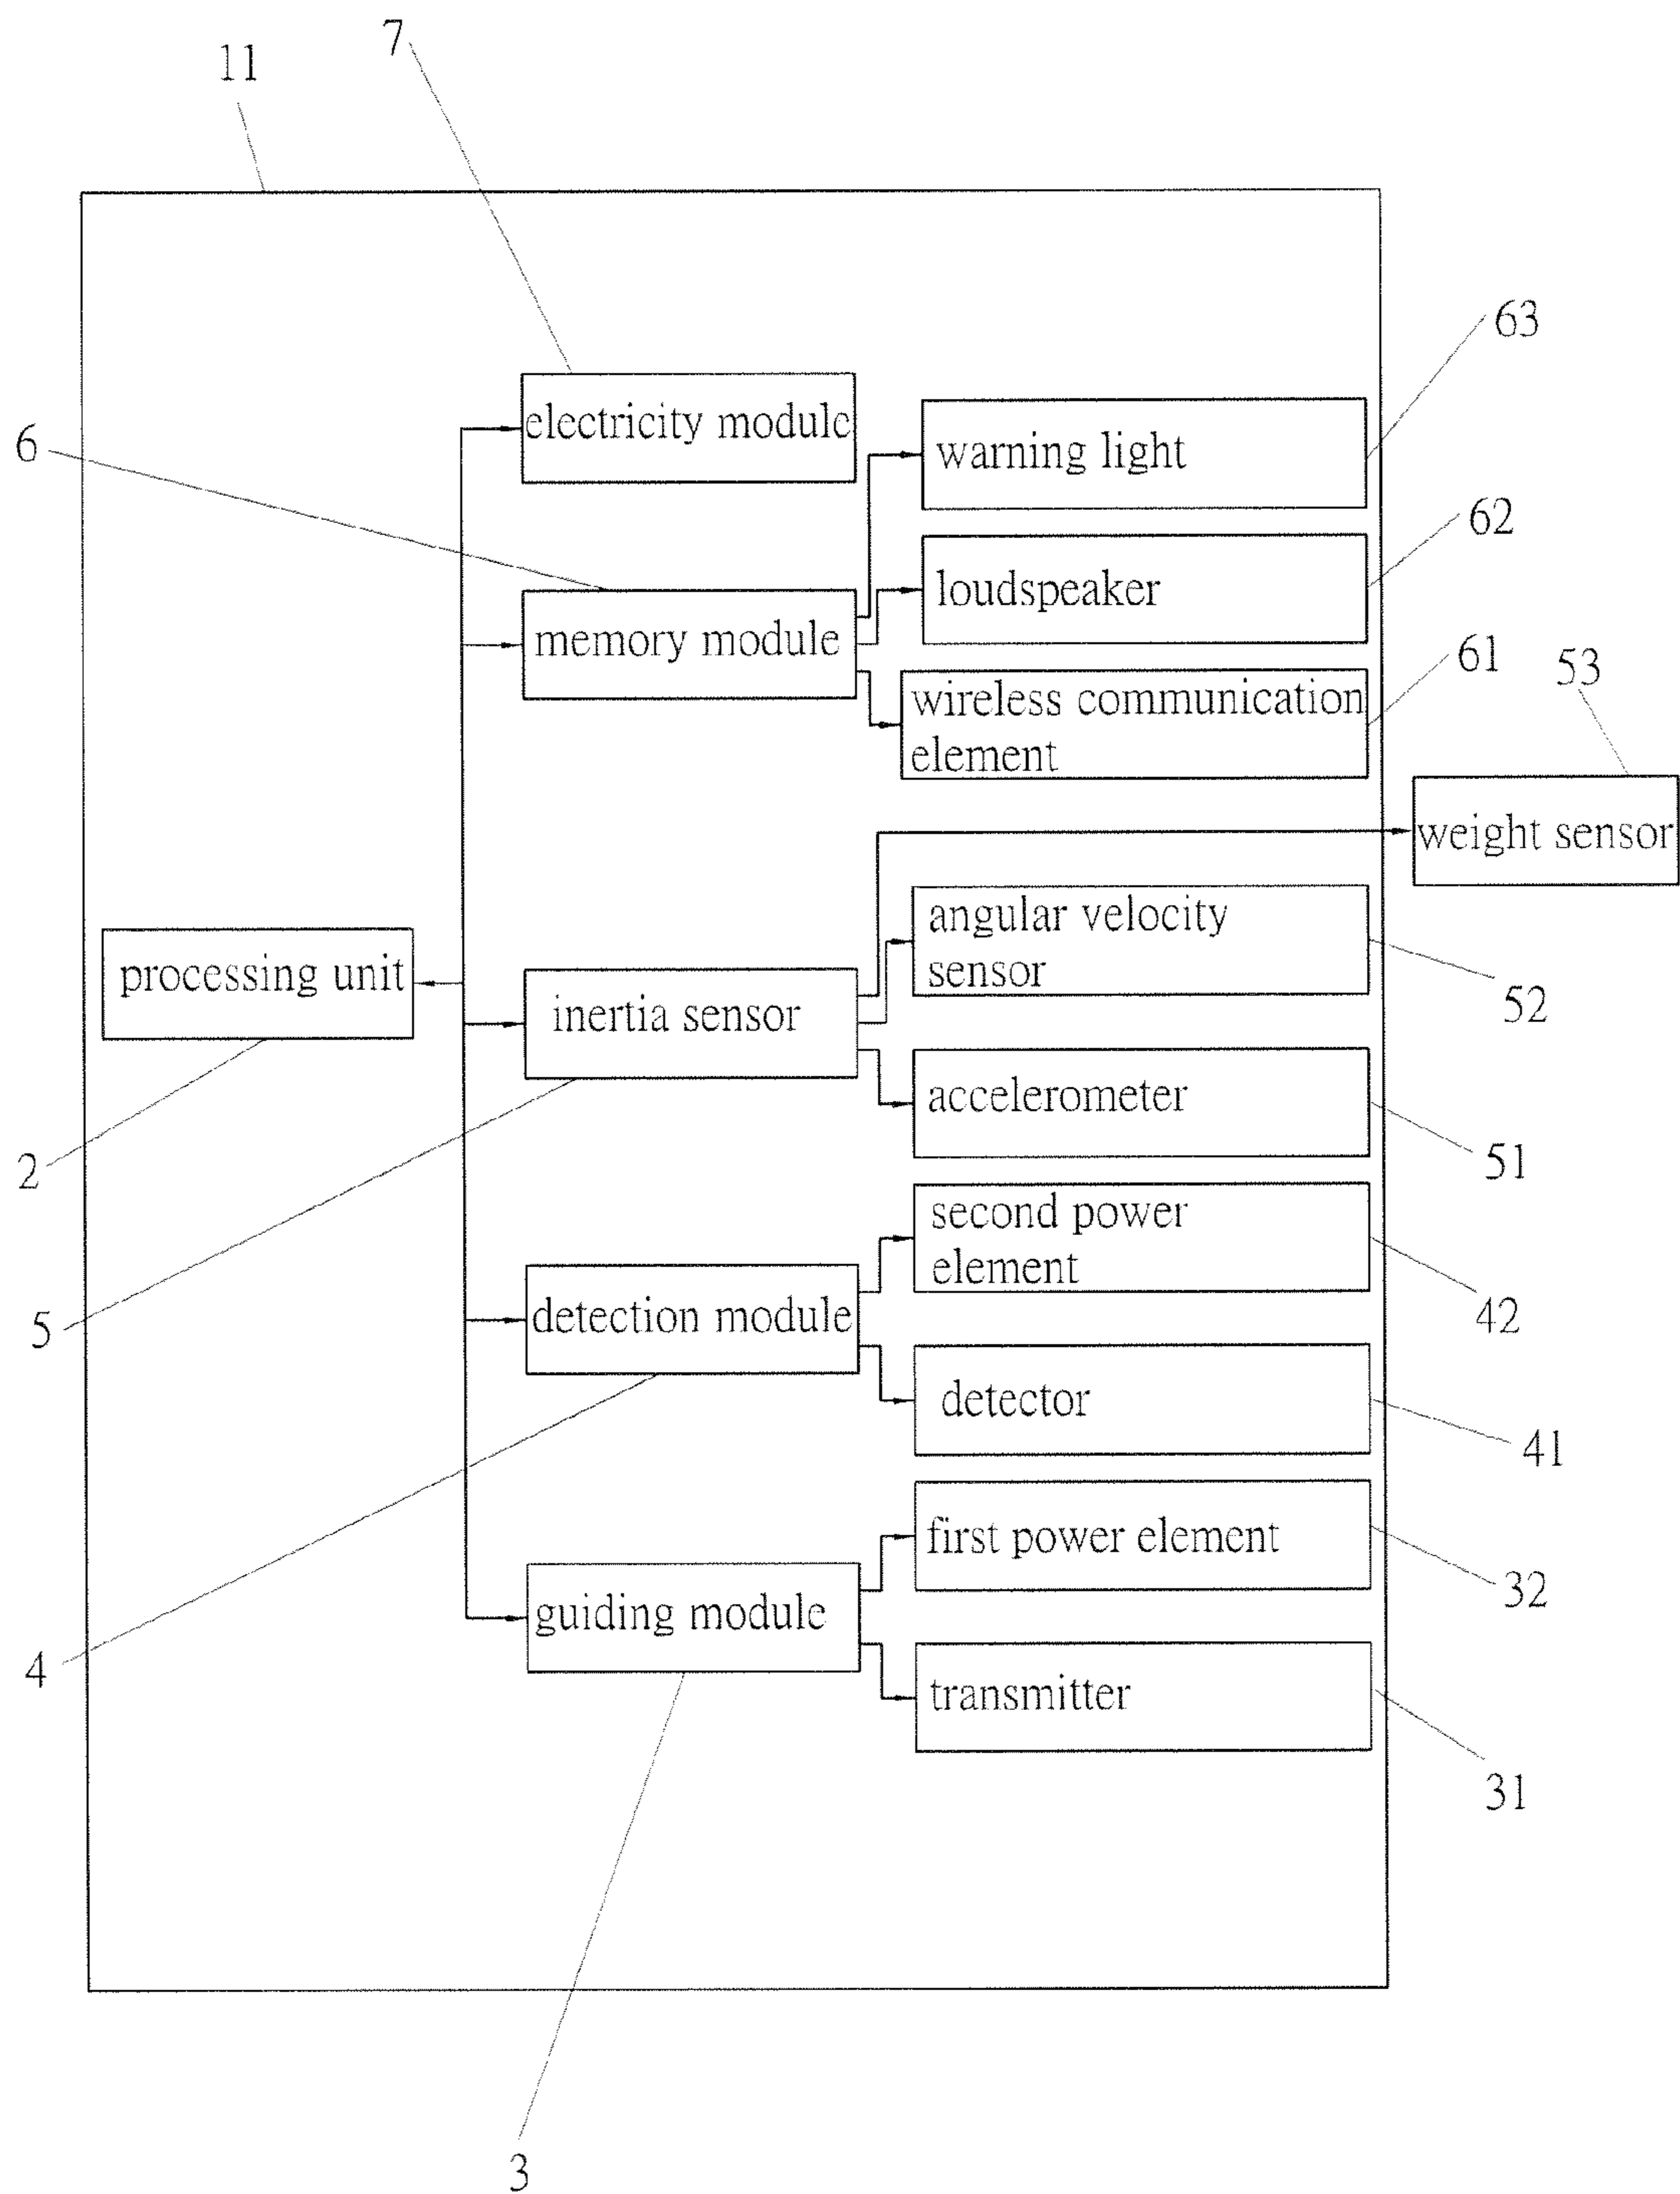 7
11
electricity module
63
6
warning light
62
loudspeaker
memory module
61
53
wireless communication
element
weight sensor
angular velocity
sensor
processing unit
52
inertia sensor
accelerometer
2
51
second power
element
5
42
detection module
detector
41
first power element
32
guiding module
4
transmitter
31
3